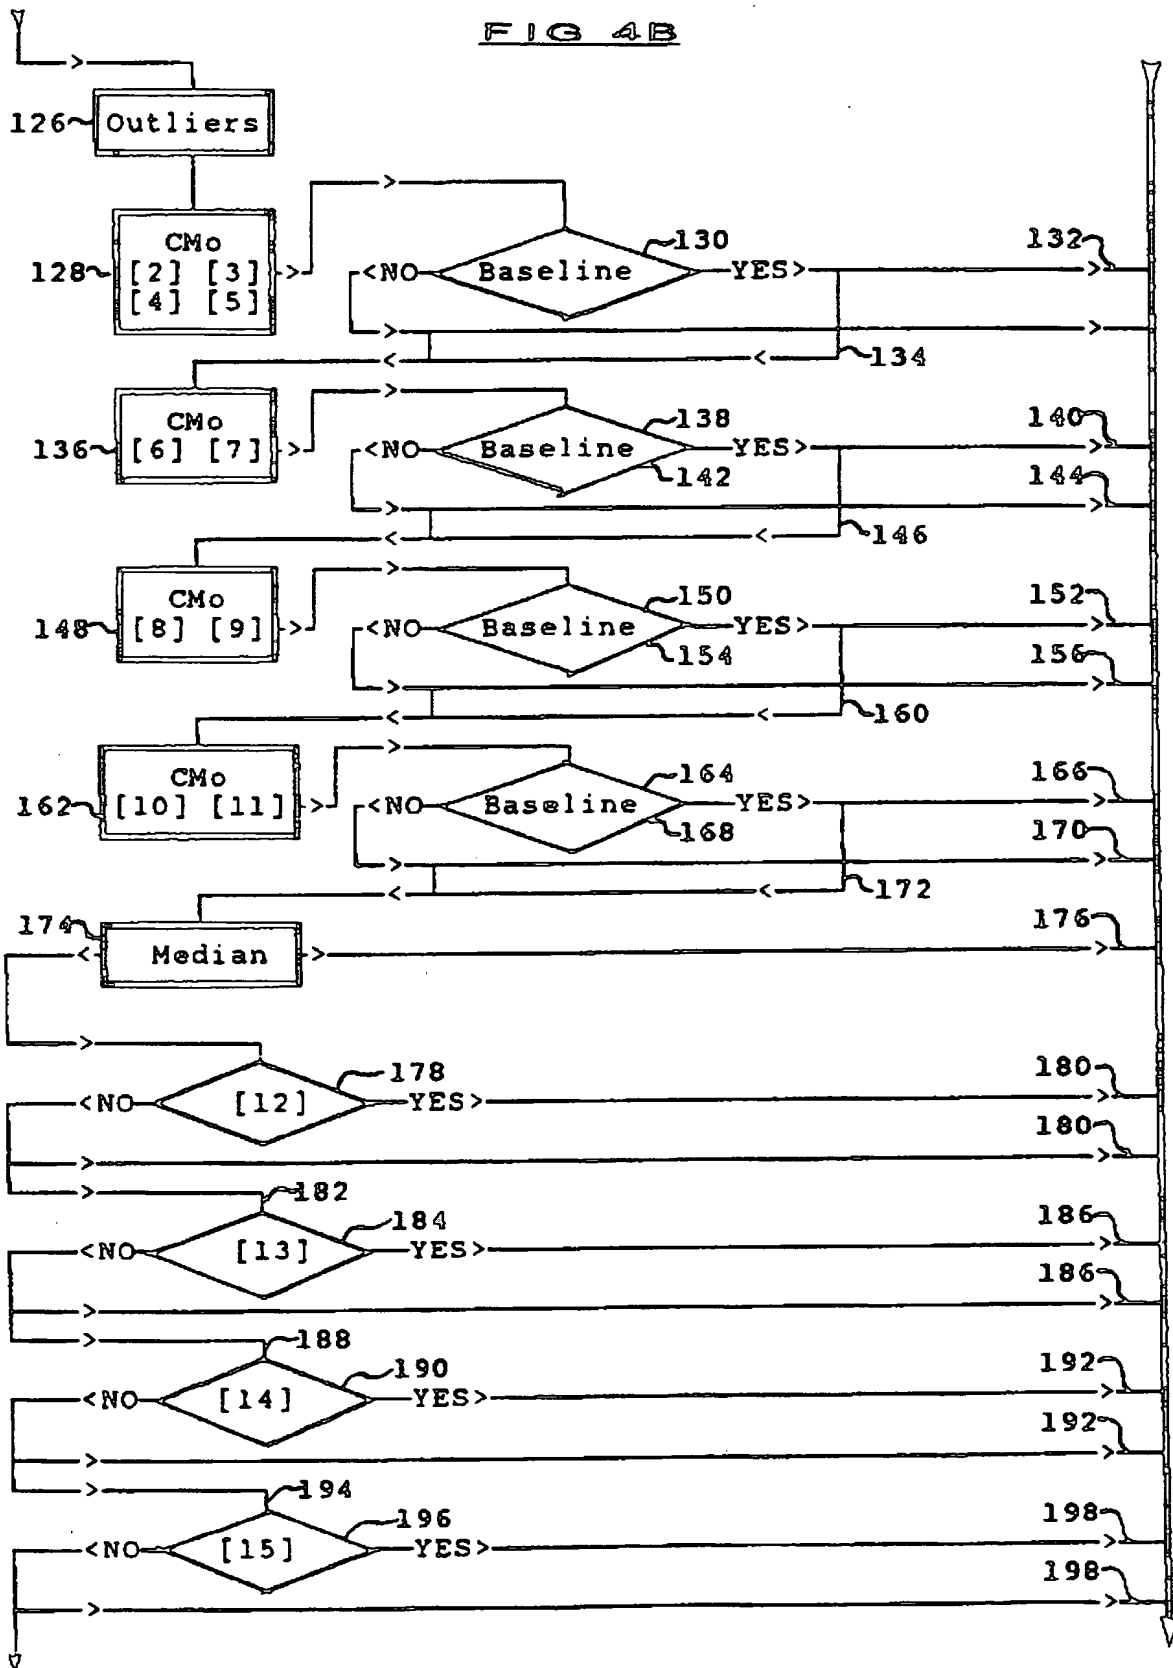 FIG 4B
126 Outliers
CMo
128 [2] [3]
[4] [5]
<NO Baseline YES> 130 132
134
CMo
136 [6] [7]
<NO Baseline YES> 138 140
142 144
146
CMo
148 [8] [9]
<NO Baseline YES> 150 152
154 156
160
CMo
162 [10] [11]
<NO Baseline YES> 164 166
168 170
172
174 Median 176
178 180
<NO [12] YES>
180
182
184 186
<NO [13] YES>
186
188
190 192
<NO [14] YES>
192
194
196 198
<NO [15] YES>
198